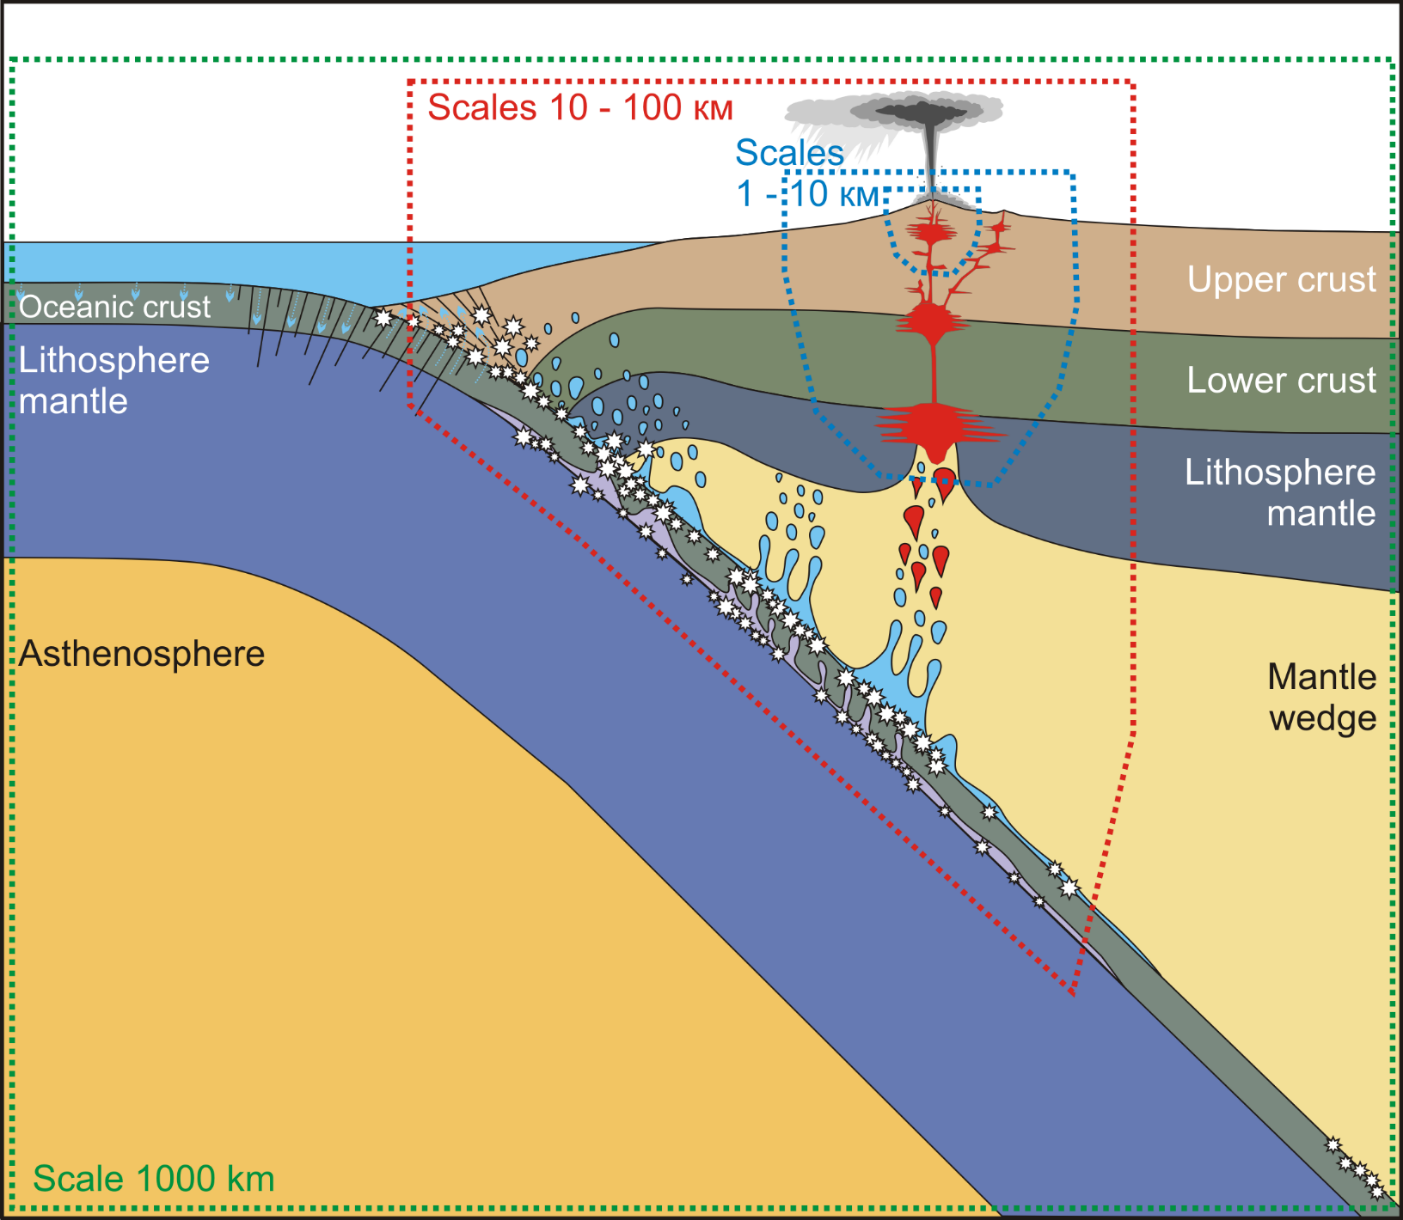 Scales 10 - 100 км
Scales
1 - 10 км
Oceanic crust
Upper crust
Lithosphere
mantle
Lower crust
Lithosphere
mantle
Asthenosphere
Mantle
wedge
Scale 1000 km